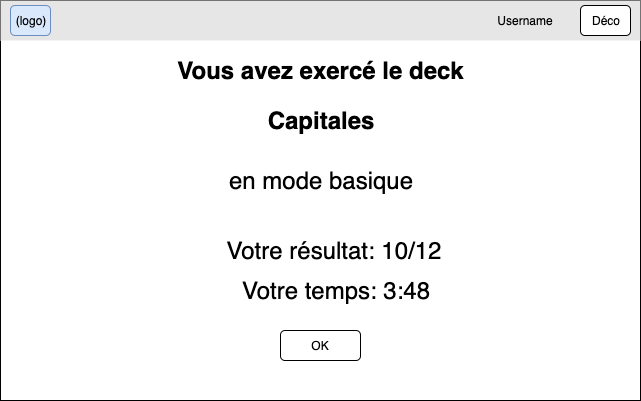 (logo) Username Déco
Vous avez exercé le deck
Capitales
en mode basique
Votre résultat: 10/12
Votre temps: 3:48
OK